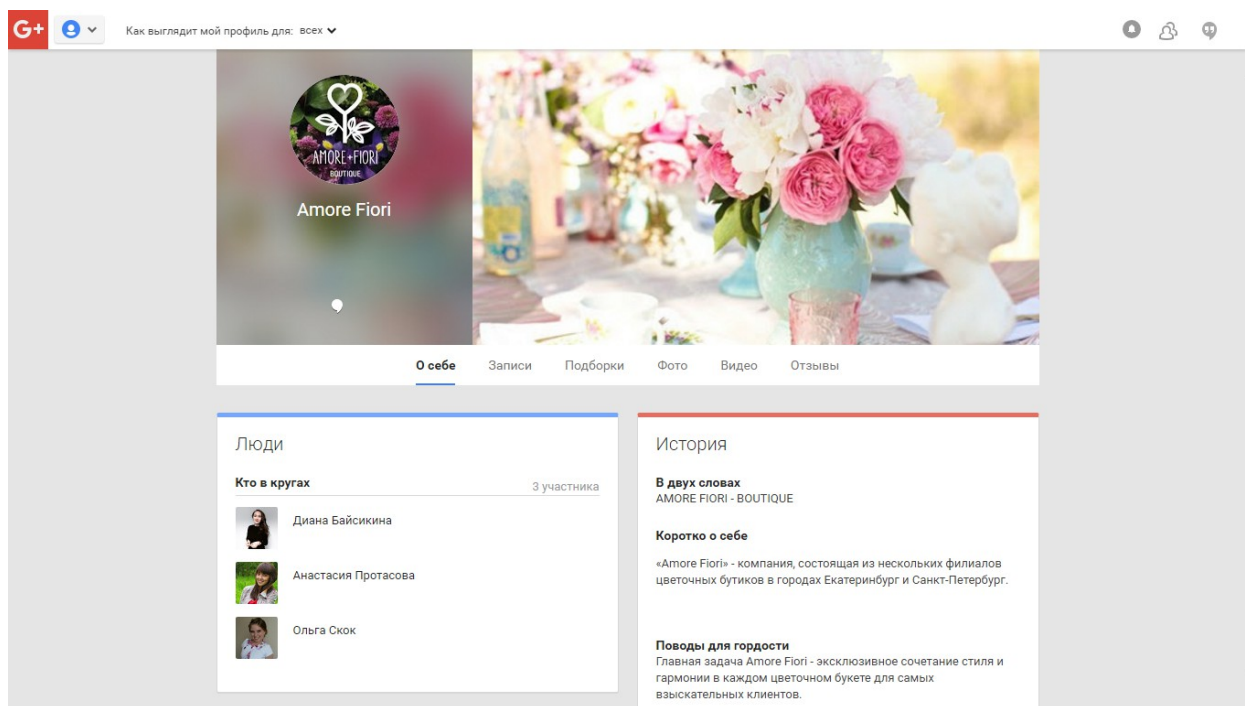 G+
Как выглядит мой профиль для: всех
AMORE+FIORI
BOUTIQUE
Amore Fiori
О себе Записи Подборки Фото Видео Отзывы
Люди
Кто в кругах 3 участника
Диана Байсикина
Анастасия Протасова
Ольга Скок
История
В двух словах
AMORE FIORI - BOUTIQUE
Коротко о себе
«Amore Fiori» - компания, состоящая из нескольких филиалов
цветочных бутиков в городах Екатеринбург и Санкт-Петербург.
Поводы для гордости
Главная задача Amore Fiori - эксклюзивное сочетание стиля и
гармонии в каждом цветочном букете для самых
взыскательных клиентов.